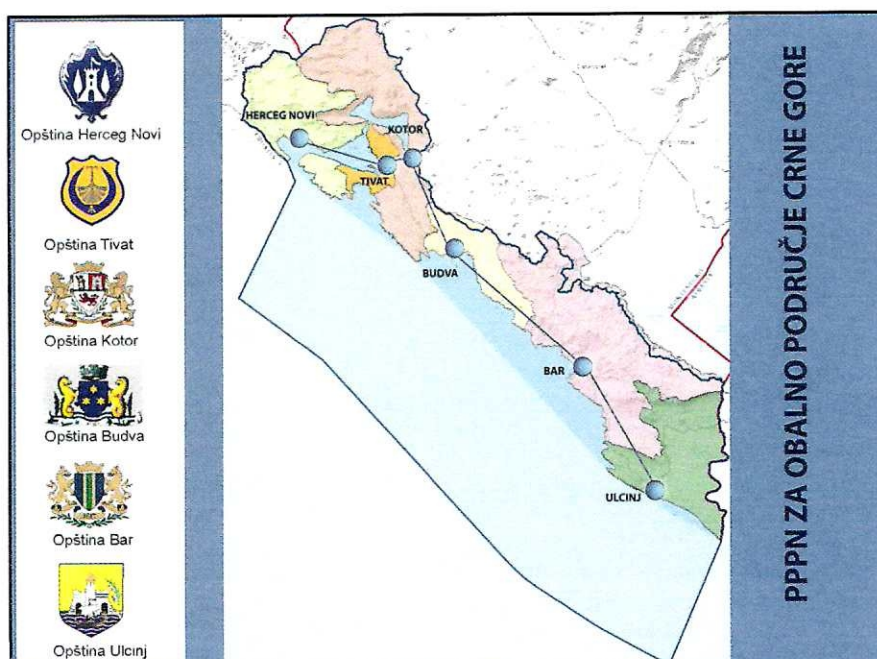 Opština Herceg Novi
Opština Tivat
Opština Kotor
Opština Budva
Opština Bar
Opština Ulcinj
HERCEG NOVI
KOTOR
TIVAT
BUDVA
BAR
ULCINJ
PPPN ZA OBALNO PODRUČJE CRNE GORE